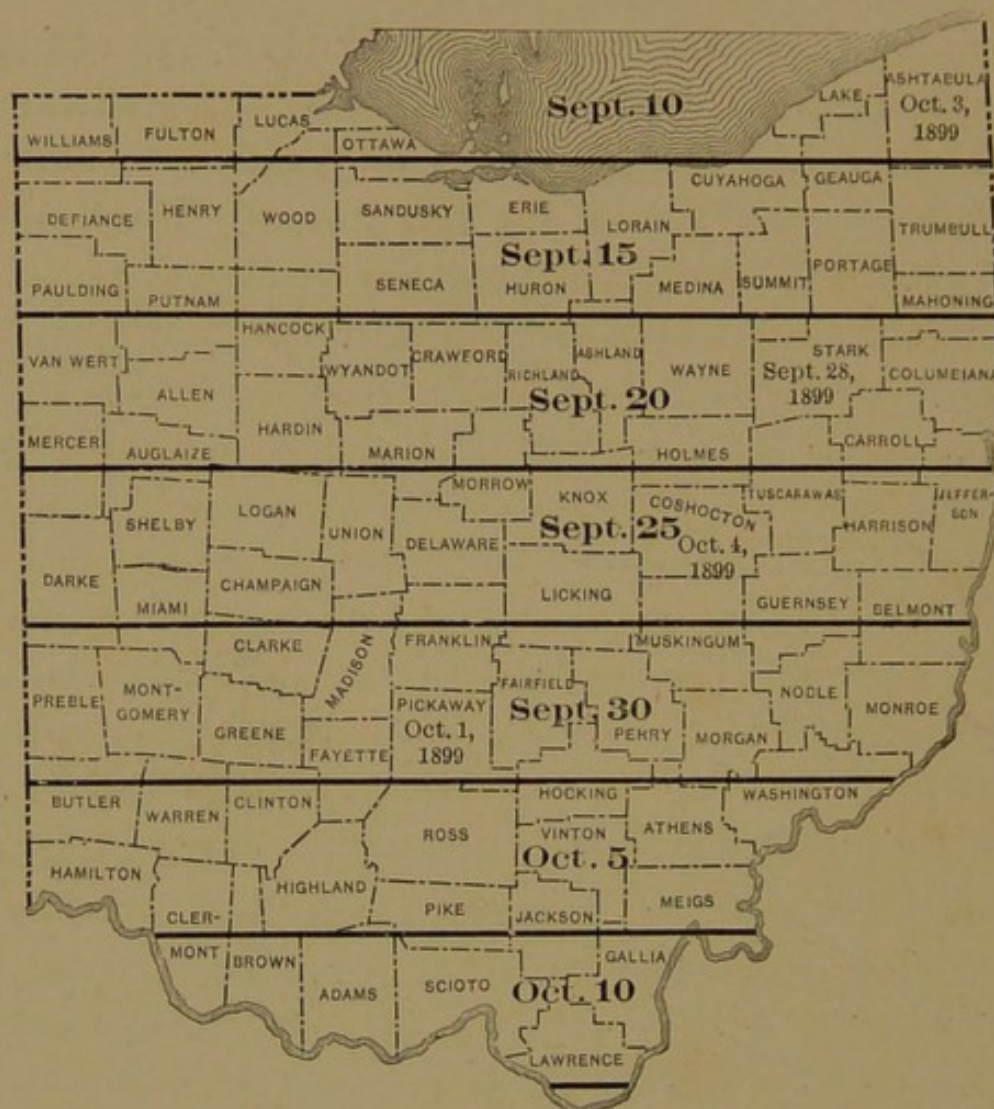 Sept. 10
LAKE
ASHTABULA
Oct. 3,
1899
WILLIAMS
FULTON
LUCAS
OTTAWA
DEFIANCE
HENRY
WOOD
SANDUSKY
ERIE
LORAIN
CUYAHOGA
GEAUGA
TRUMBULL
Sept. 15
PAULDING
PUTNAM
SENECA
HURON
MEDINA
SUMMIT
PORTAGE
MAHONING
HANCOCK
VAN WERT
ALLEN
WYANDOT
CRAWFORD
RICHLAND
ASHLAND
WAYNE
STARK
Sept. 28,
1899
COLUMBIANA
Sept. 20
MERCER
AUGLAIZE
HARDIN
MARION
HOLMES
CARROLL
MORROW
KNOX
COSHOCTON
Oct. 4,
1899
TUSCARAWAS
HARRISON
JEFFER-
SON
SHELBY
LOGAN
UNION
DELAWARE
Sept. 25
DARKE
MIAMI
CHAMPAIGN
LICKING
GUERNSEY
BELMONT
CLARKE
MADISON
FRANKLIN
MUSKINGUM
PREBLE
MONT-
GOMERY
GREENE
FAYETTE
PICKAWAY
Oct. 1,
1899
FAIRFIELD
Sept. 30
PERRY
MORGAN
NOBLE
MONROE
BUTLER
WARREN
CLINTON
ROSS
HOCKING
VINTON
ATHENS
WASHINGTON
Oct. 5
HAMILTON
CLER-
MONT
HIGHLAND
PIKE
JACKSON
MEIGS
BROWN
ADAMS
SCIOTO
GALLIA
Oct. 10
LAWRENCE